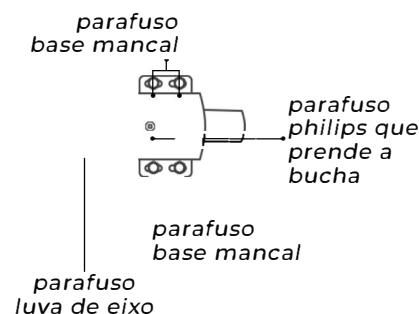 parafuso
base mancal
parafuso
philips que
prende a
bucha
parafuso
base mancal
parafuso
luva de eixo